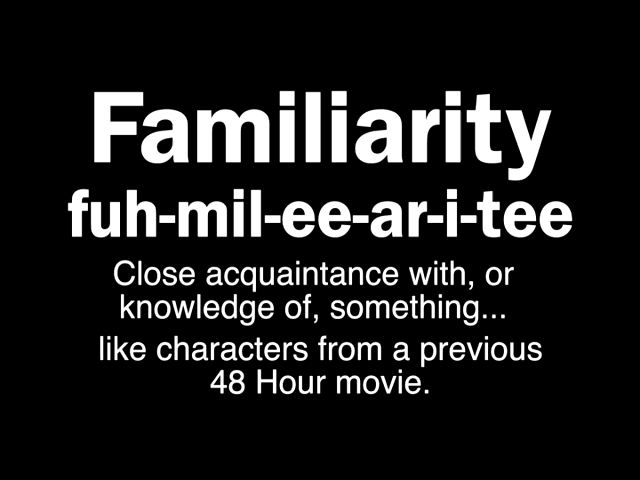 Familiarity
fuh-mil-ee-ar-i-tee
Close acquaintance with, or
knowledge of, something...
like characters from a previous
48 Hour movie.